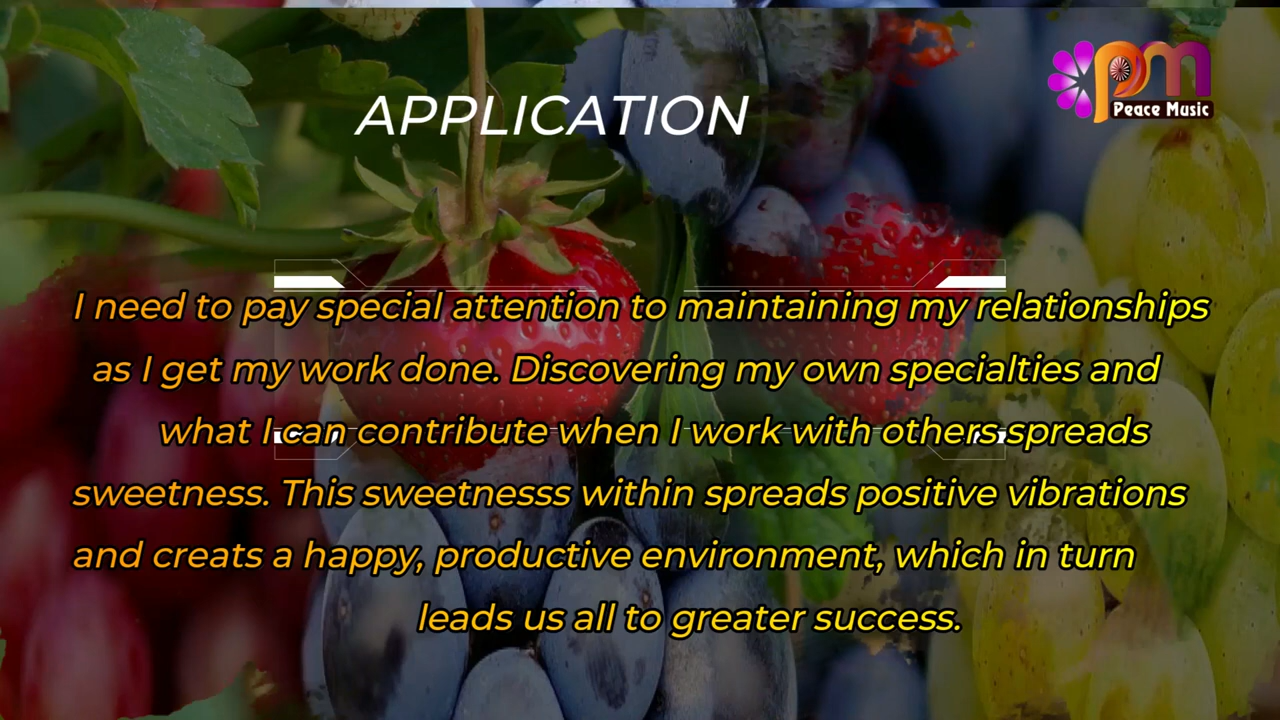 APPLICATION
pm
Peace Music
I need to pay special attention to maintaining my relationships
as I get my work done. Discovering my own specialties and
what I can contribute when I work with others spreads
sweetness. This sweetnesss within spreads positive vibrations
and creats a happy, productive environment, which in turn
leads us all to greater success.